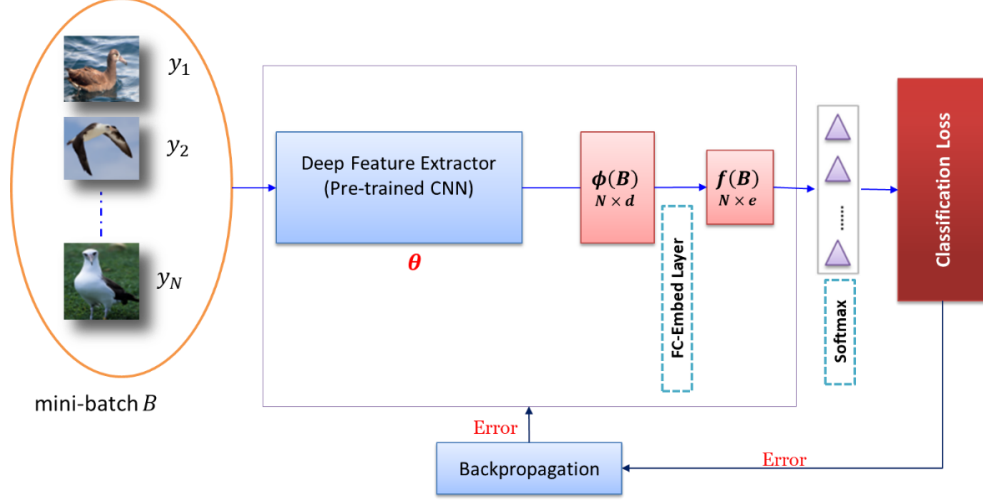 y₁
y₂
y_N
mini-batch B
Deep Feature Extractor
(Pre-trained CNN)
θ
ϕ(B)
N × d
FC-Embed Layer
f(B)
N × e
......
Softmax
Classification Loss
Error
Error
Backpropagation